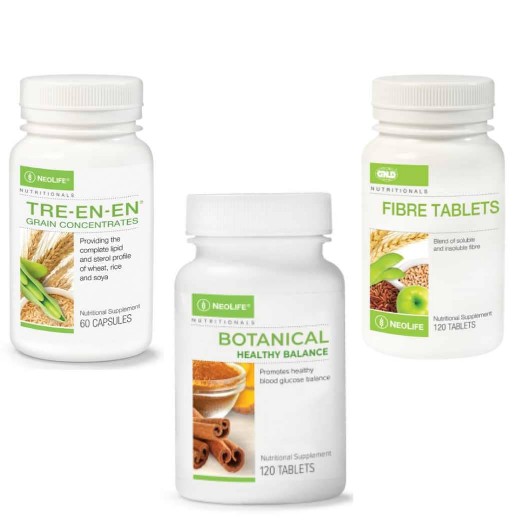 NEOLIFE®
NUTRITIONALS
TRE-EN-EN®
GRAIN CONCENTRATES
Providing the
complete lipid
and sterol profile
of wheat, rice
and soya
Nutritional Supplement
60 CAPSULES
NEOLIFE®
NUTRITIONALS
BOTANICAL
HEALTHY BALANCE
Promotes healthy
blood glucose balance
Nutritional Supplement
120 TABLETS
GNLD
NUTRITIONALS
FIBRE TABLETS
Blend of soluble
and insoluble fibre
NEOLIFE
Nutritional Supplement
120 TABLETS